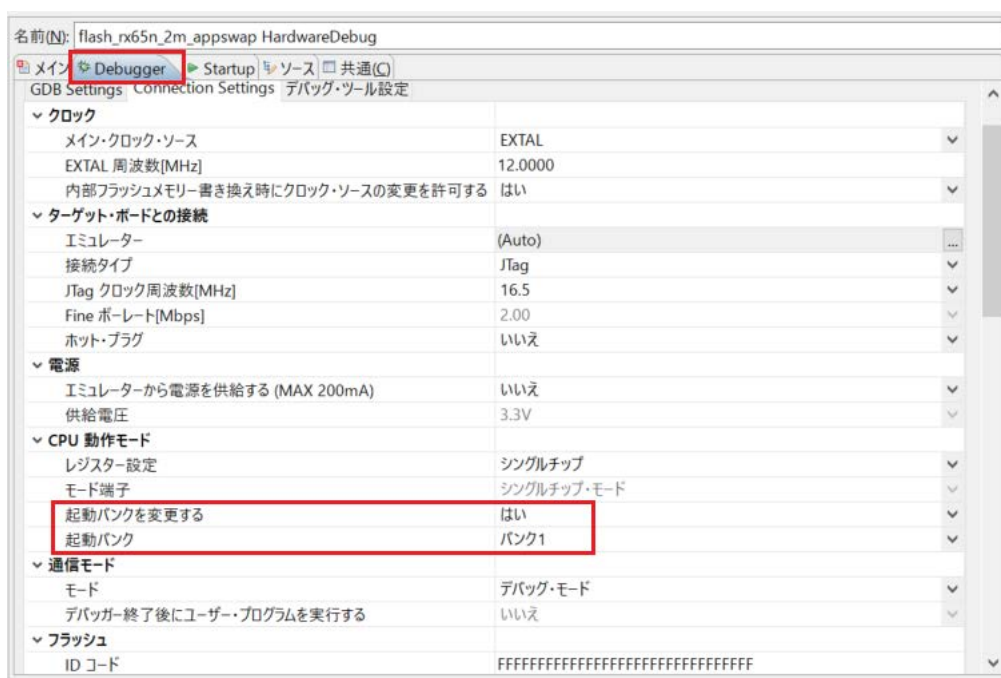 名前(N): flash_rx65n_2m_appswap HardwareDebug
メイン Debugger Startup ソース 共通(C)
GDB Settings Connection Settings デバッグ・ツール設定
クロック
メイン・クロック・ソース EXTAL
EXTAL 周波数[MHz] 12.0000
内部フラッシュメモリー書き換え時にクロック・ソースの変更を許可する はい
ターゲット・ボードとの接続
エミュレーター (Auto) ...
接続タイプ JTag
JTag クロック周波数[MHz] 16.5
Fine ボーレート[Mbps] 2.00
ホット・プラグ いいえ
電源
エミュレーターから電源を供給する (MAX 200mA) いいえ
供給電圧 3.3V
CPU 動作モード
レジスター設定 シングルチップ
モード端子 シングルチップ・モード
起動バンクを変更する はい
起動バンク バンク1
通信モード
モード デバッグ・モード
デバッガー終了後にユーザー・プログラムを実行する いいえ
フラッシュ
ID コード FFFFFFFFFFFFFFFFFFFFFFFFFFFFFFFF